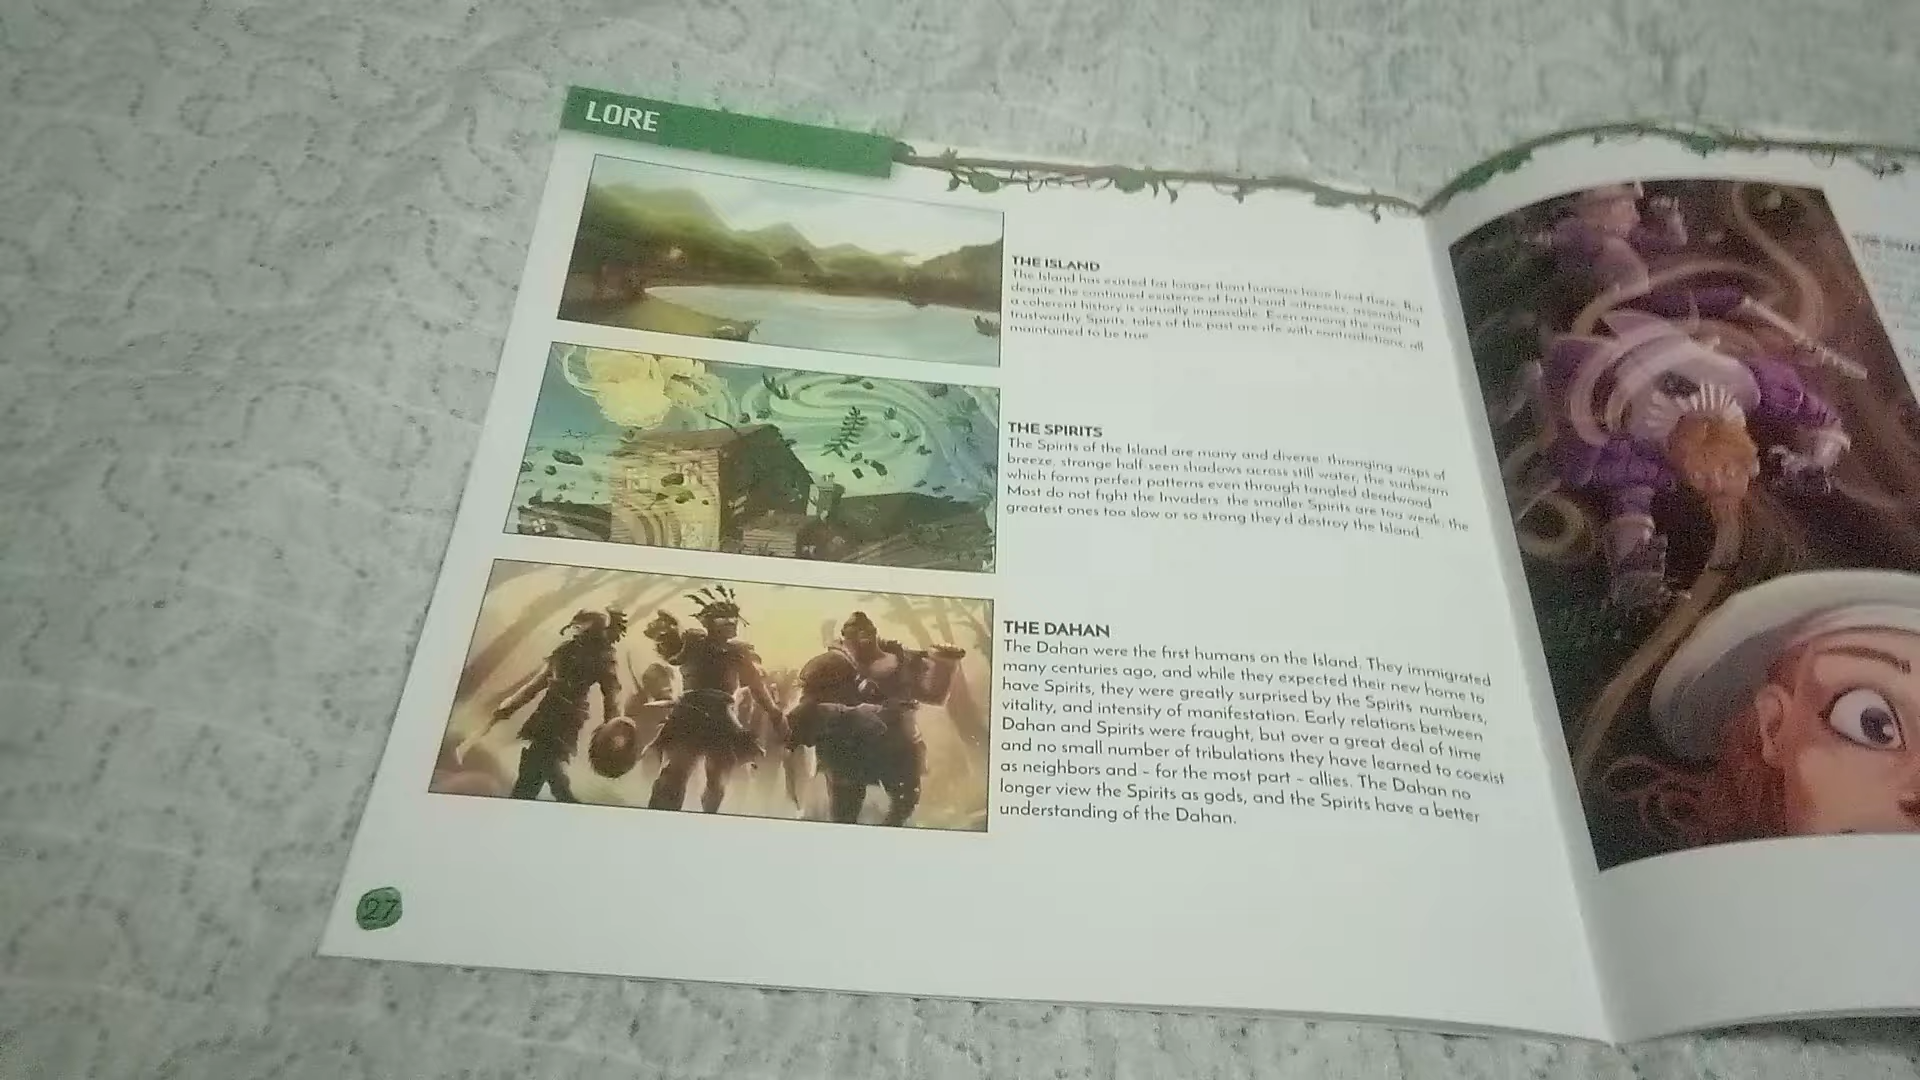 LORE
THE ISLAND
The Island has existed far longer than humans have lived there. But
despite the continued existence of first-hand witnesses, assembling
a coherent history is virtually impossible. Even among the most
trustworthy Spirits, tales of the past are rife with contradictions, all
maintained to be true.
THE SPIRITS
The Spirits of the Island are many and diverse: thronging wisps of
breeze, strange half-seen shadows across still water, the sunbeam
which forms perfect patterns even through tangled deadwood.
Most do not fight the Invaders: the smaller Spirits are too weak, the
greatest ones too slow or so strong they'd destroy the Island.
THE DAHAN
The Dahan were the first humans on the Island. They immigrated
many centuries ago, and while they expected their new home to
have Spirits, they were greatly surprised by the Spirits' numbers,
vitality, and intensity of manifestation. Early relations between
Dahan and Spirits were fraught, but over a great deal of time
and no small number of tribulations they have learned to coexist
as neighbors and – for the most part – allies. The Dahan no
longer view the Spirits as gods, and the Spirits have a better
understanding of the Dahan.
27